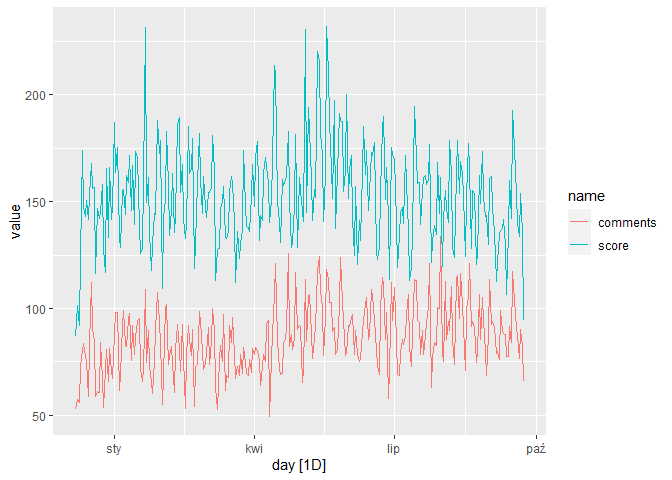 200
150
100
50
value
sty
kwi
lip
paź
day [1D]
name
comments
score